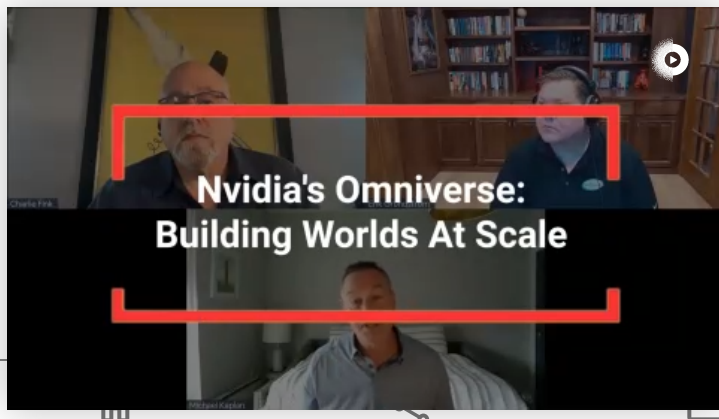 Charlie Fink
Nvidia's Omniverse:
Building Worlds At Scale
Michael Kaplan